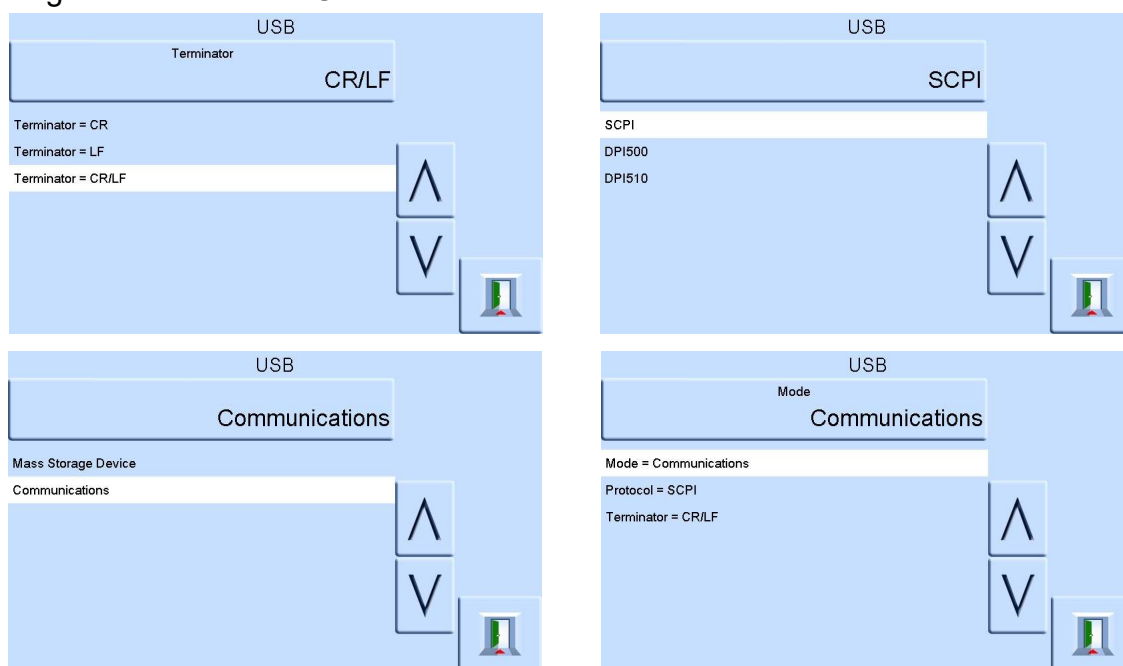 USB
Terminator
CR/LF
Terminator = CR
Terminator = LF
Terminator = CR/LF
USB
SCPI
SCPI
DPI500
DPI510
USB
Communications
Mass Storage Device
Communications
USB
Mode
Communications
Mode = Communications
Protocol = SCPI
Terminator = CR/LF